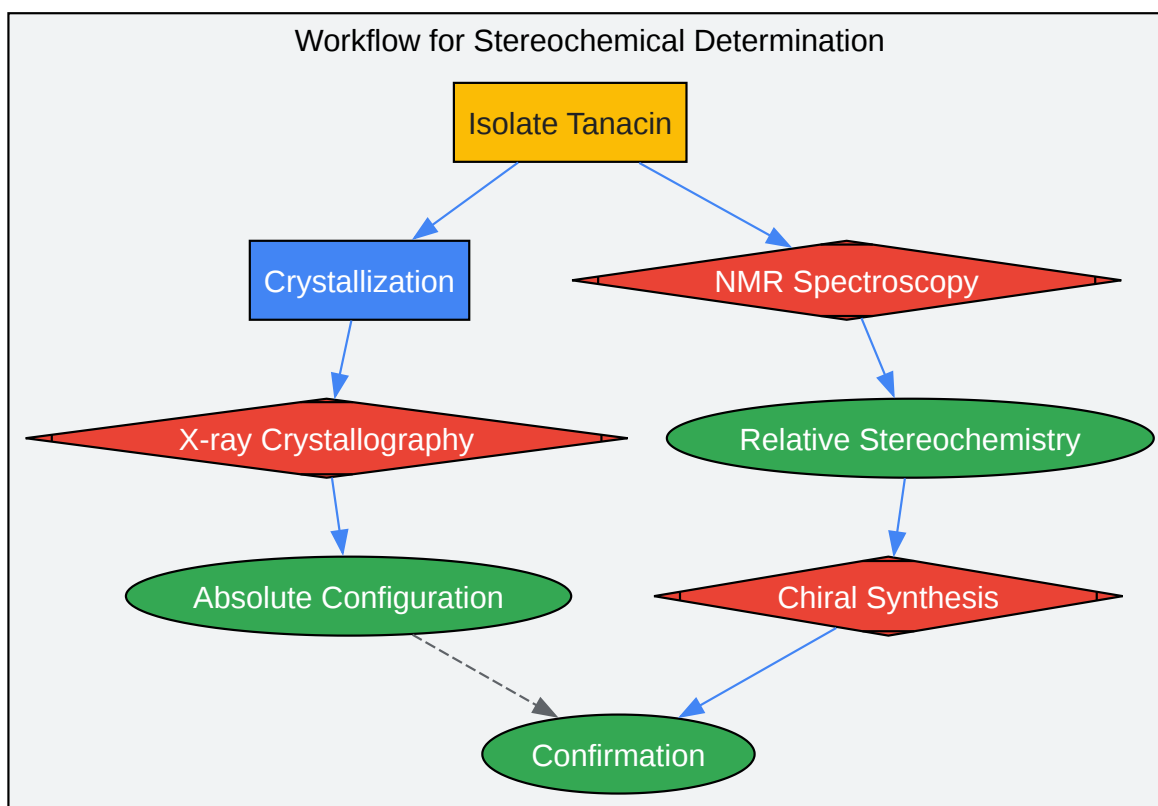 Workflow for Stereochemical Determination
Isolate Tanacin
Crystallization
NMR Spectroscopy
X-ray Crystallography
Relative Stereochemistry
Absolute Configuration
Chiral Synthesis
Confirmation